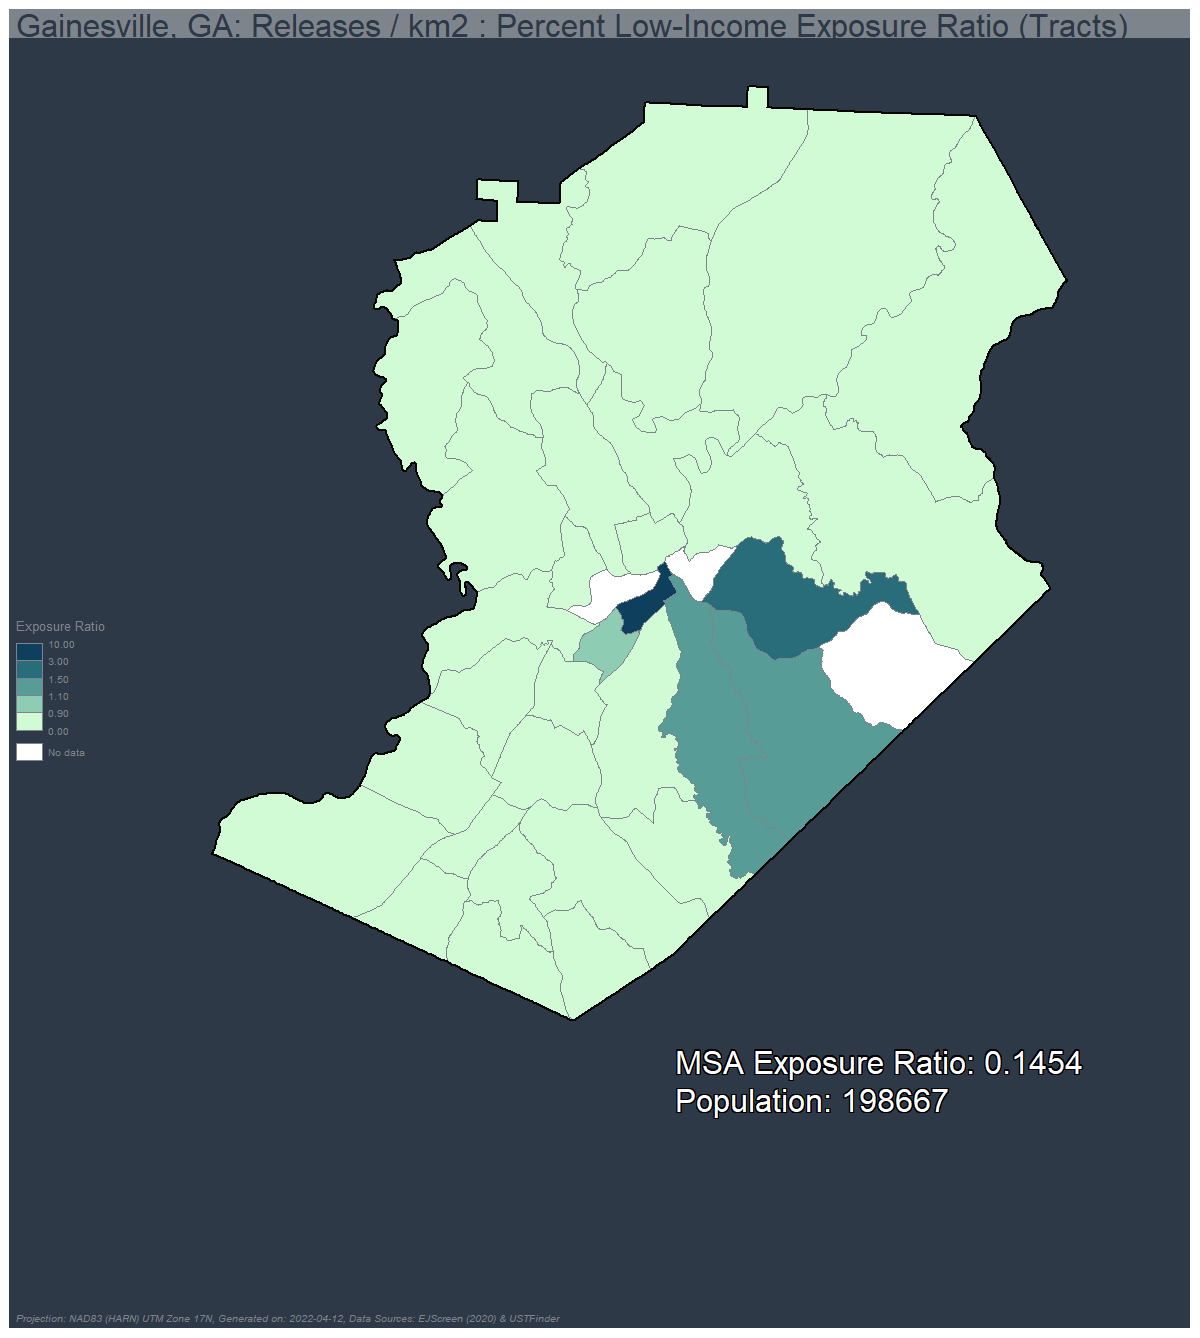 Gainesville, GA: Releases / km2 : Percent Low-Income Exposure Ratio (Tracts)
Exposure Ratio
10.00
3.00
1.50
1.10
0.90
0.00
No data
MSA Exposure Ratio: 0.1454
Population: 198667
Projection: NAD83 (HARN) UTM Zone 17N, Generated on: 2022-04-12, Data Sources: EJScreen (2020) & USTFinder